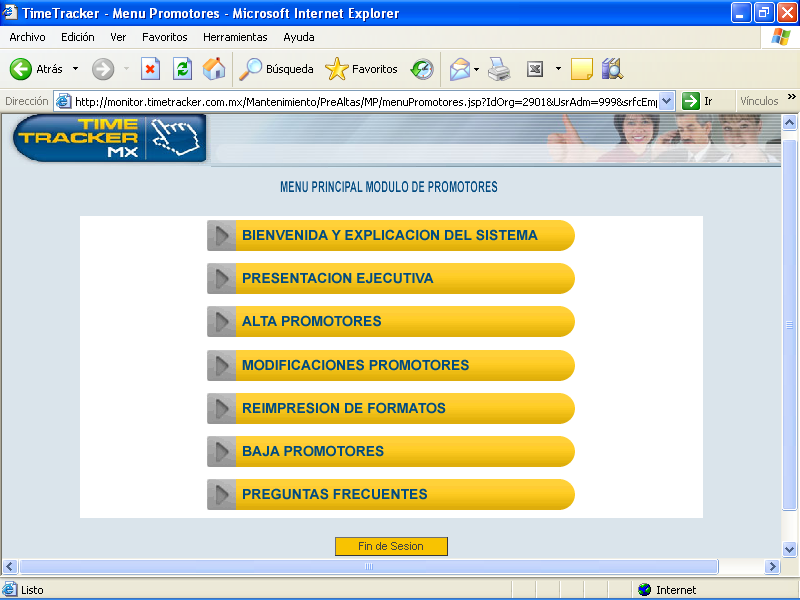 TimeTracker - Menu Promotores - Microsoft Internet Explorer
Archivo Edición Ver Favoritos Herramientas Ayuda
Atrás Búsqueda Favoritos
Dirección http://monitor.timetracker.com.mx/Mantenimiento/PreAltas/MP/menuPromotores.jsp?IdOrg=2901&UsrAdm=999&srfcEmp Ir Vínculos »
TIME
TRACKER
MX
MENU PRINCIPAL MODULO DE PROMOTORES
BIENVENIDA Y EXPLICACION DEL SISTEMA
PRESENTACION EJECUTIVA
ALTA PROMOTORES
MODIFICACIONES PROMOTORES
REIMPRESION DE FORMATOS
BAJA PROMOTORES
PREGUNTAS FRECUENTES
Fin de Sesion
Listo Internet